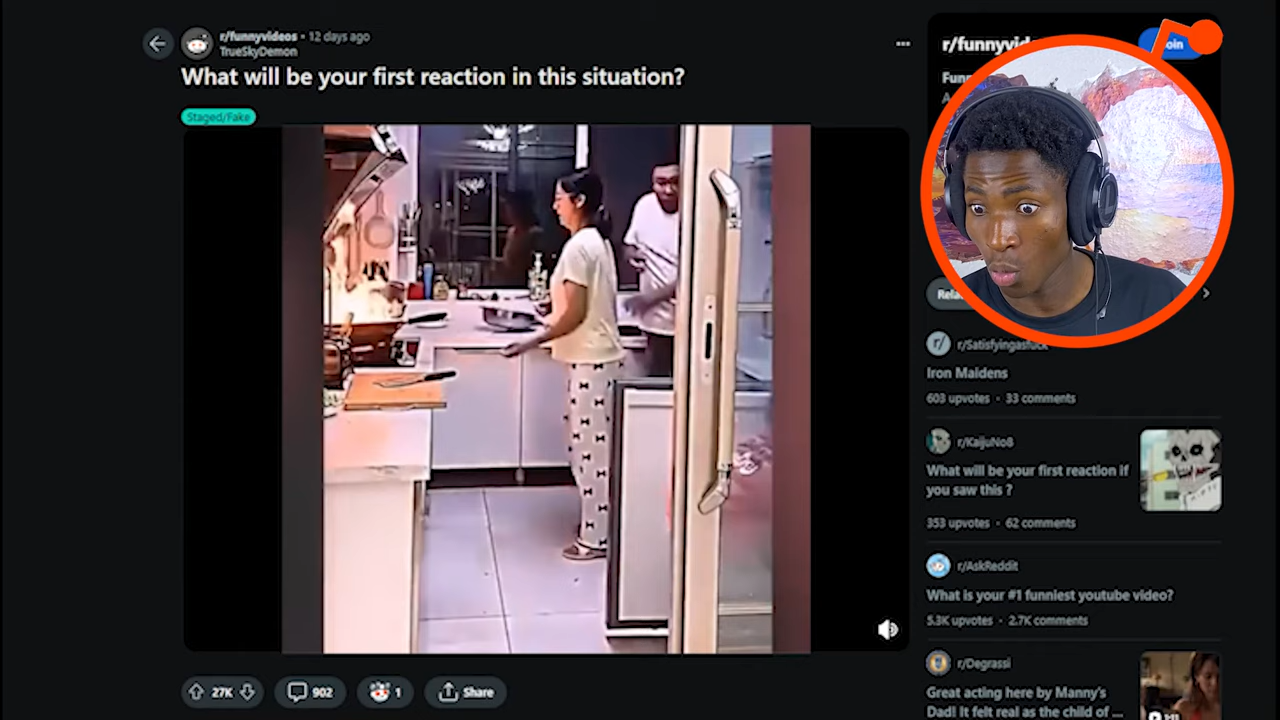 r/funnyvideos • 12 days ago
TrueSkyDemon
What will be your first reaction in this situation?
Staged/Fake
27K
902
1
Share
r/funnyvid
oin
Fun
A
Rela
r/Satisfyingasfuck
Iron Maidens
603 upvotes • 33 comments
r/KaijuNo8
What will be your first reaction if
you saw this ?
353 upvotes • 62 comments
r/AskReddit
What is your #1 funniest youtube video?
5.3K upvotes • 2.7K comments
r/Degrassi
Great acting here by Manny's
Dad! It felt real as the child of ...